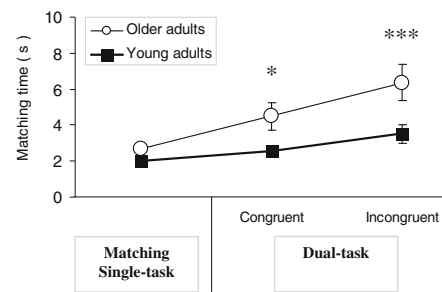 10
8
6
4
2
0
Matching time ( s )
Older adults
Young adults
*
***
Congruent
Incongruent
Matching
Single-task
Dual-task